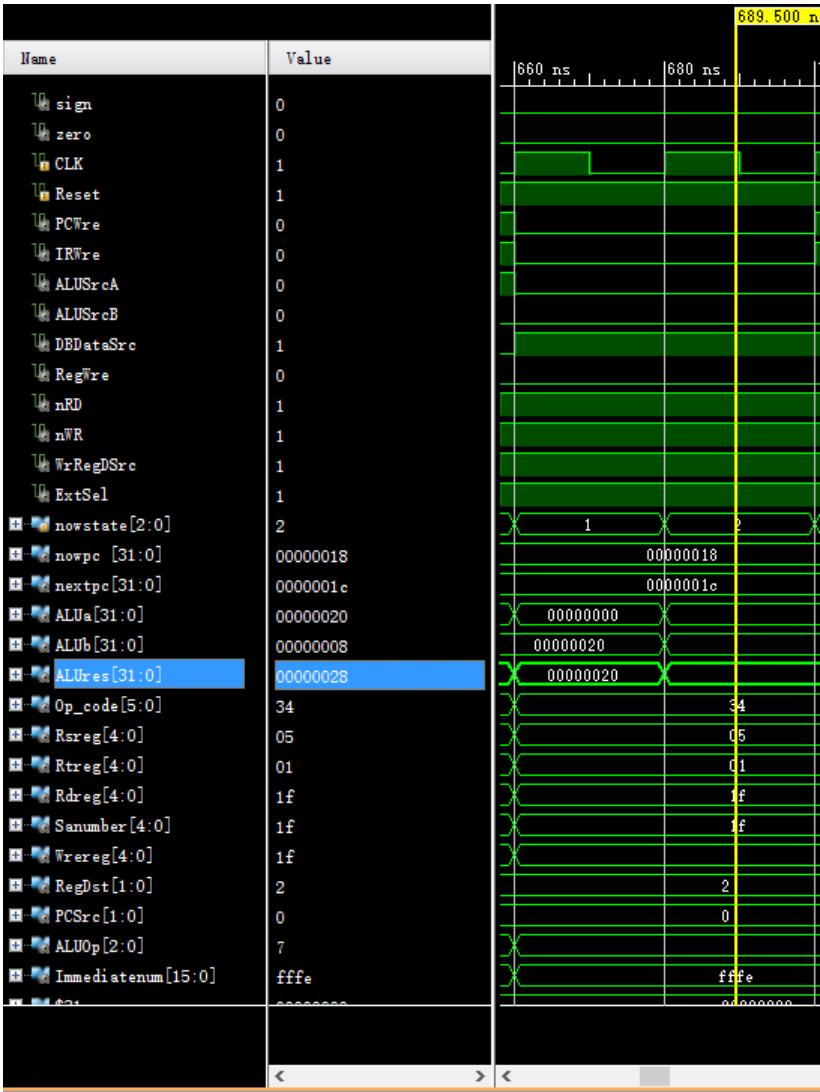 689.500 n
Name Value
660 ns 680 ns
sign 0
zero 0
CLK 1
Reset 1
PCWre 0
IRWre 0
ALUSrcA 0
ALUSrcB 0
DBDataSrc 1
RegWre 0
nRD 1
nWR 1
WrRegDSrc 1
ExtSel 1
nowstate[2:0] 2 1 2
nowpc [31:0] 00000018 00000018
nextpc[31:0] 0000001c 0000001c
ALUa[31:0] 00000020 00000000
ALUb[31:0] 00000008 00000020
ALUres[31:0] 00000028 00000020
Op_code[5:0] 34 34
Rsreg[4:0] 05 05
Rtreg[4:0] 01 01
Rdreg[4:0] 1f 1f
Sanumber[4:0] 1f 1f
Wrereg[4:0] 1f
RegDst[1:0] 2 2
PCSrc[1:0] 0 0
ALUOp[2:0] 7
Immediatenum[15:0] fffe fffe